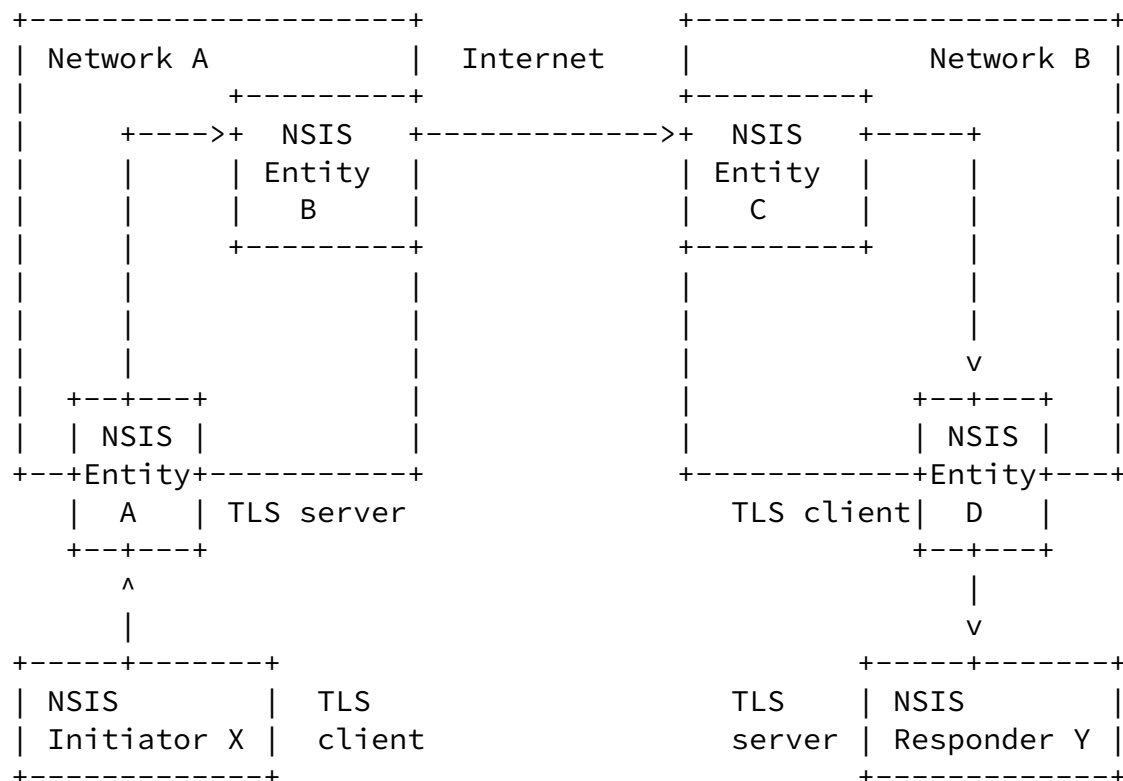 Network A Internet Network B
NSIS NSIS
Entity Entity
B C
NSIS NSIS
Entity Entity
A TLS server TLS client D
NSIS TLS TLS NSIS
Initiator X client server Responder Y